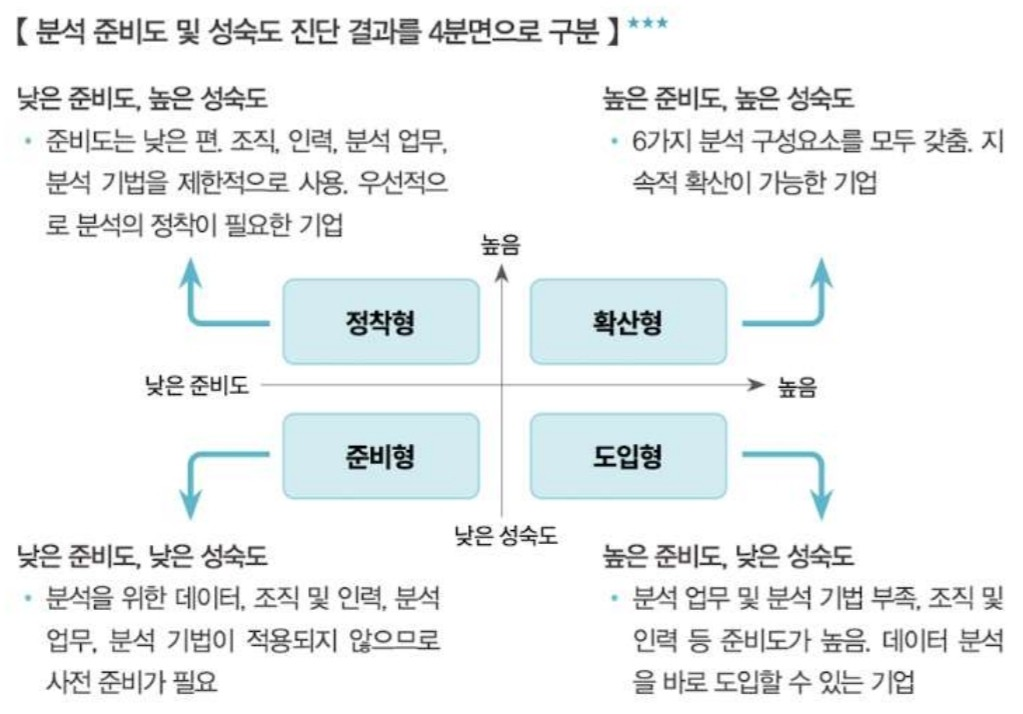 【 분석 준비도 및 성숙도 진단 결과를 4분면으로 구분 】★★★
낮은 준비도, 높은 성숙도
• 준비도는 낮은 편. 조직, 인력, 분석 업무,
분석 기법을 제한적으로 사용. 우선적으
로 분석의 정착이 필요한 기업
높은 준비도, 높은 성숙도
• 6가지 분석 구성요소를 모두 갖춤. 지
속적 확산이 가능한 기업
높음
정착형
확산형
낮은 준비도
높음
준비형
도입형
낮은 성숙도
낮은 준비도, 낮은 성숙도
• 분석을 위한 데이터, 조직 및 인력, 분석
업무, 분석 기법이 적용되지 않으므로
사전 준비가 필요
높은 준비도, 낮은 성숙도
• 분석 업무 및 분석 기법 부족, 조직 및
인력 등 준비도가 높음. 데이터 분석
을 바로 도입할 수 있는 기업